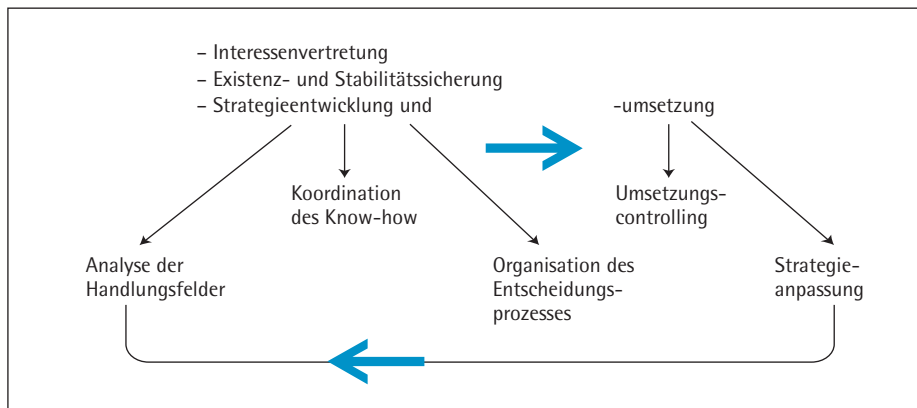 – Interessenvertretung
– Existenz- und Stabilitätssicherung
– Strategieentwicklung und
-umsetzung
Koordination
des Know-how
Umsetzungs-
controlling
Analyse der
Handlungsfelder
Organisation des
Entscheidungs-
prozesses
Strategie-
anpassung